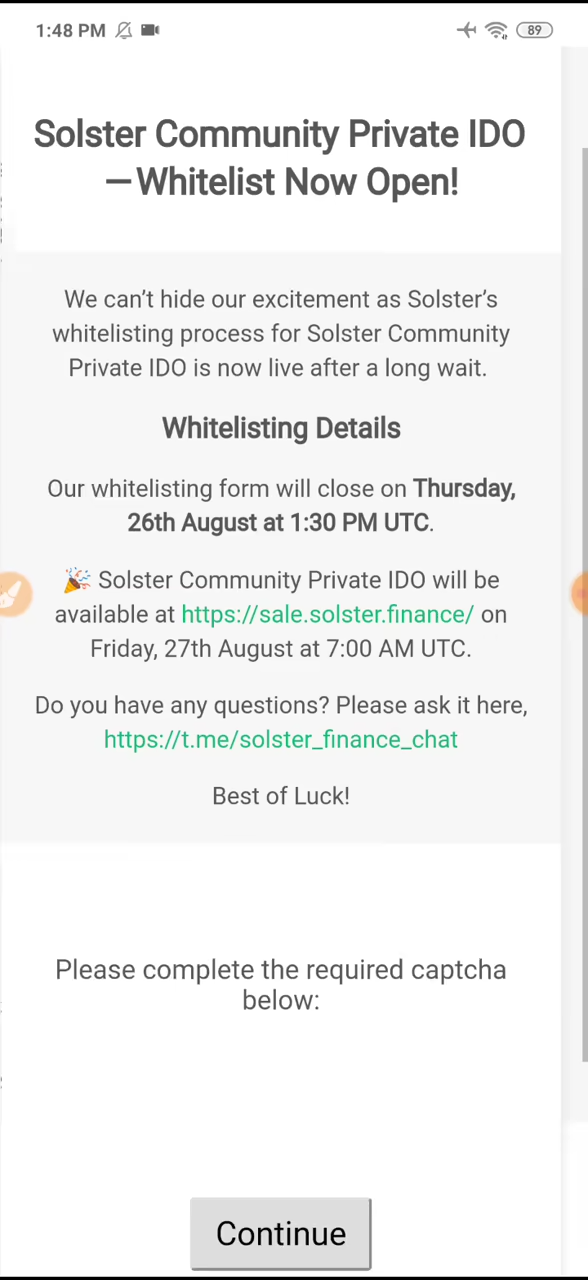 1:48 PM
89
Solster Community Private IDO
—Whitelist Now Open!
We can’t hide our excitement as Solster’s
whitelisting process for Solster Community
Private IDO is now live after a long wait.
Whitelisting Details
Our whitelisting form will close on Thursday,
26th August at 1:30 PM UTC.
🎉 Solster Community Private IDO will be
available at https://sale.solster.finance/ on
Friday, 27th August at 7:00 AM UTC.
Do you have any questions? Please ask it here,
https://t.me/solster_finance_chat
Best of Luck!
Please complete the required captcha
below:
Continue